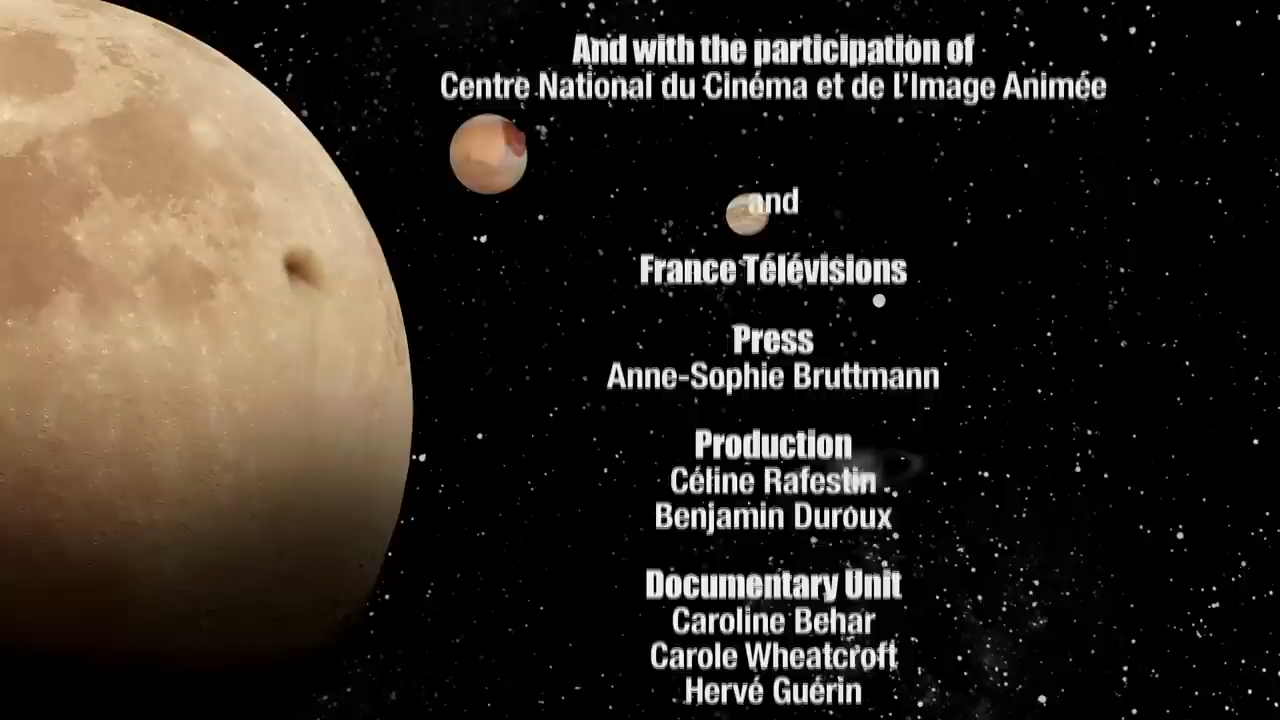 And with the participation of
Centre National du Cinéma et de l'Image Animée
and
France Télévisions
Press
Anne-Sophie Bruttmann
Production
Céline Rafestin
Benjamin Duroux
Documentary Unit
Caroline Behar
Carole Wheatcroft
Hervé Guérin